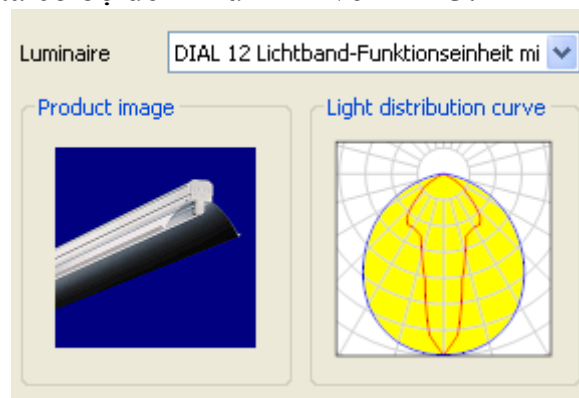 Luminaire
DIAL 12 Lichtband-Funktionseinheit mi
Product image
Light distribution curve